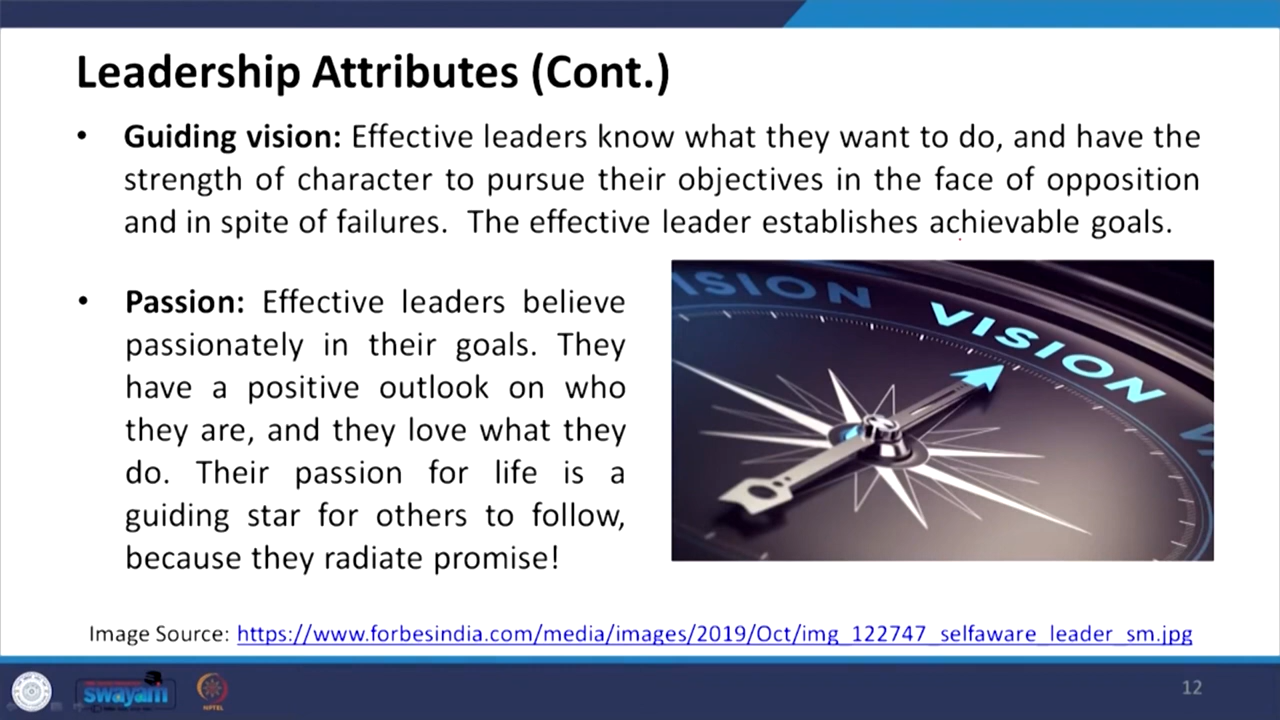 Leadership Attributes (Cont.)
• Guiding vision: Effective leaders know what they want to do, and have the
strength of character to pursue their objectives in the face of opposition
and in spite of failures. The effective leader establishes achievable goals.
• Passion: Effective leaders believe
passionately in their goals. They
have a positive outlook on who
they are, and they love what they
do. Their passion for life is a
guiding star for others to follow,
because they radiate promise!
ISION
VISION
Image Source: https://www.forbesindia.com/media/images/2019/Oct/img_122747_selfaware_leader_sm.jpg
swayam
NPTEL
12